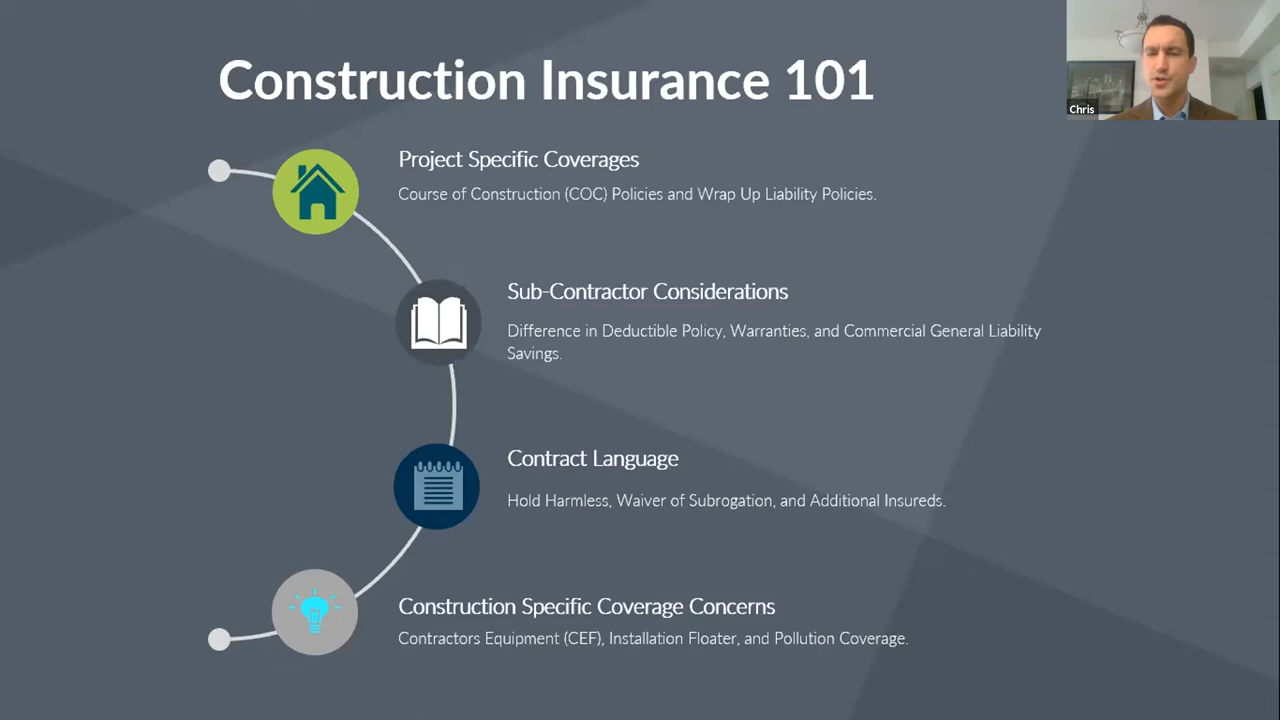 Construction Insurance 101
Chris
Project Specific Coverages
Course of Construction (COC) Policies and Wrap Up Liability Policies.
Sub-Contractor Considerations
Difference in Deductible Policy, Warranties, and Commercial General Liability
Savings.
Contract Language
Hold Harmless, Waiver of Subrogation, and Additional Insureds.
Construction Specific Coverage Concerns
Contractors Equipment (CEF), Installation Floater, and Pollution Coverage.